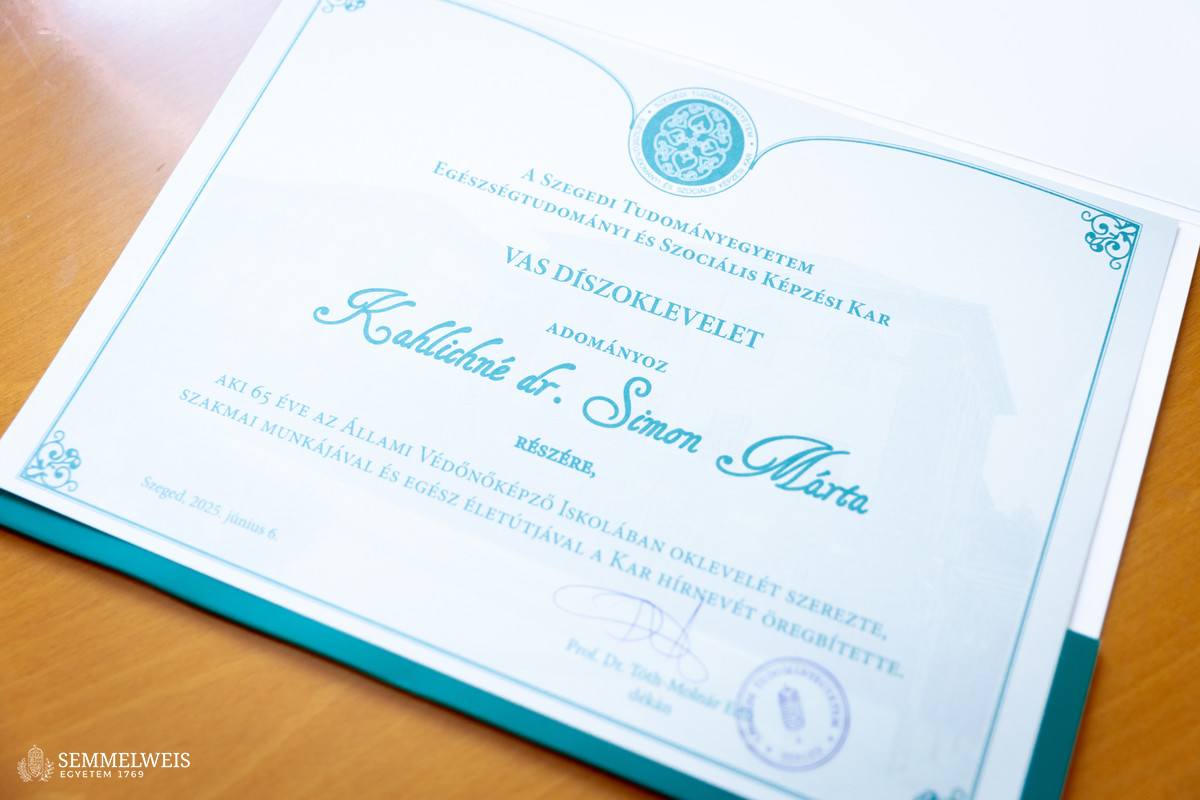 SZEGEDI TUDOMÁNYEGYETEM
A SZEGEDI TUDOMÁNYEGYETEM
EGÉSZSÉGTUDOMÁNYI ÉS SZOCIÁLIS KÉPZÉSI KAR
VAS DÍSZOKLEVELET
ADOMÁNYOZ
Kahlichné dr. Simon Márta
RÉSZÉRE,
AKI 65 ÉVE AZ ÁLLAMI VÉDŐNŐKÉPZŐ ISKOLÁBAN OKLEVELÉT SZEREZTE,
SZAKMAI MUNKÁJÁVAL ÉS EGÉSZ ÉLETÚTJÁVAL A KAR HÍRNEVÉT ÖREGBÍTETTE.
Szeged, 2025. június 6.
Prof. Dr. Tóth-Molnár
dékán
SEMMELWEIS
EGYETEM 1769